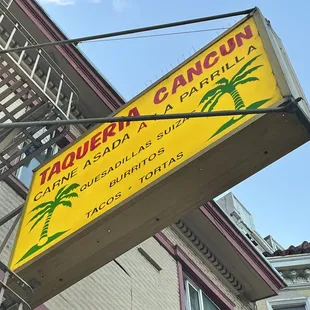 TAQUERIA CANCUN
CARNE ASADA A LA PARRILLA
QUESADILLAS SUIZA
BURRITOS
TACOS - TORTAS